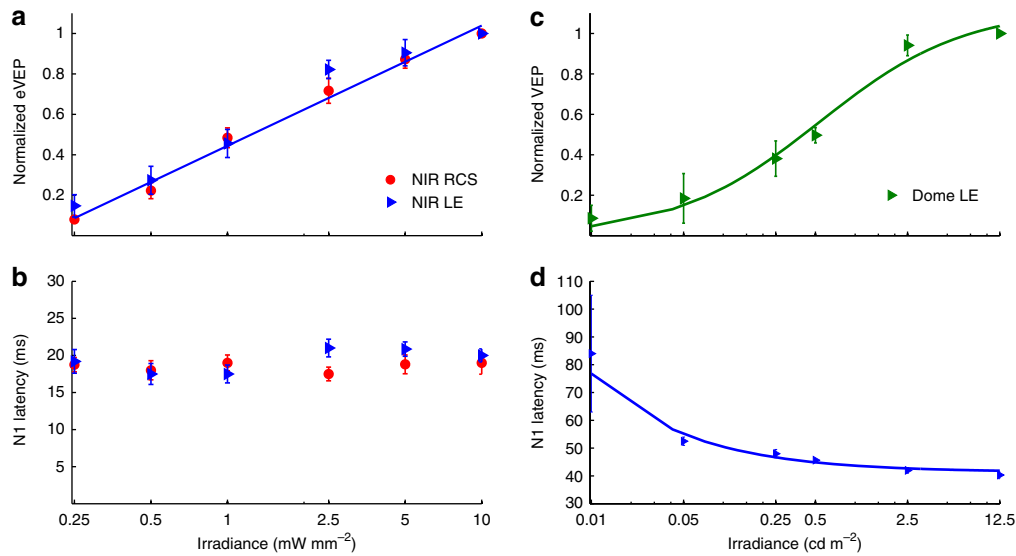 a
Normalized eVEP
1
0.8
0.6
0.4
0.2
NIR RCS
NIR LE
c
Normalized VEP
1
0.8
0.6
0.4
0.2
Dome LE
b
N1 latency (ms)
30
25
20
15
10
5
0.25
0.5
1
2.5
5
10
Irradiance (mW mm⁻²)
d
N1 latency (ms)
110
100
90
80
70
60
50
40
30
0.01
0.05
0.25
0.5
2.5
12.5
Irradiance (cd m⁻²)